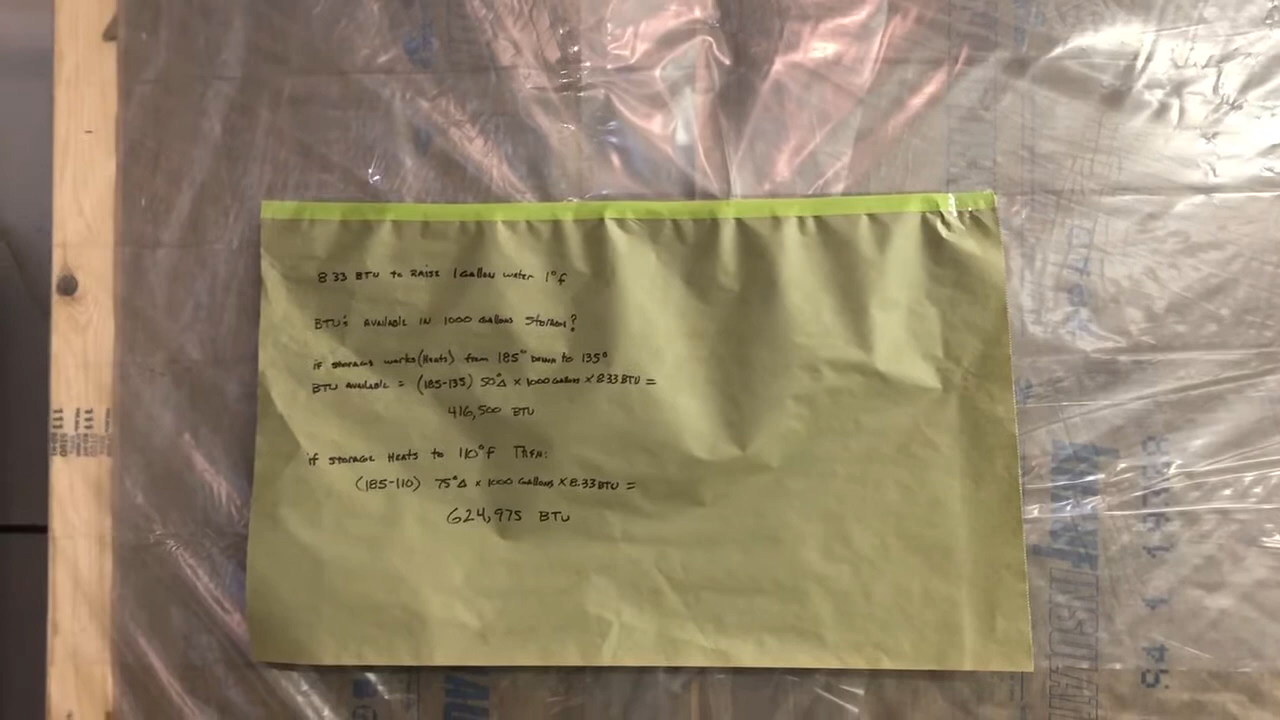 8.33 BTU to RAISE 1 Gallon water 1°f
BTU's AVAILABLE IN 1000 Gallons Storage?
if storage works (Heats) from 185° Down to 135°
BTU available = (185-135) 50°Δ x 1000 Gallons x 8.33 BTU =
416,500 BTU
if STORAGE Heats to 110°F THEN:
(185-110) 75°Δ x 1000 Gallons x 8.33 BTU =
624,975 BTU